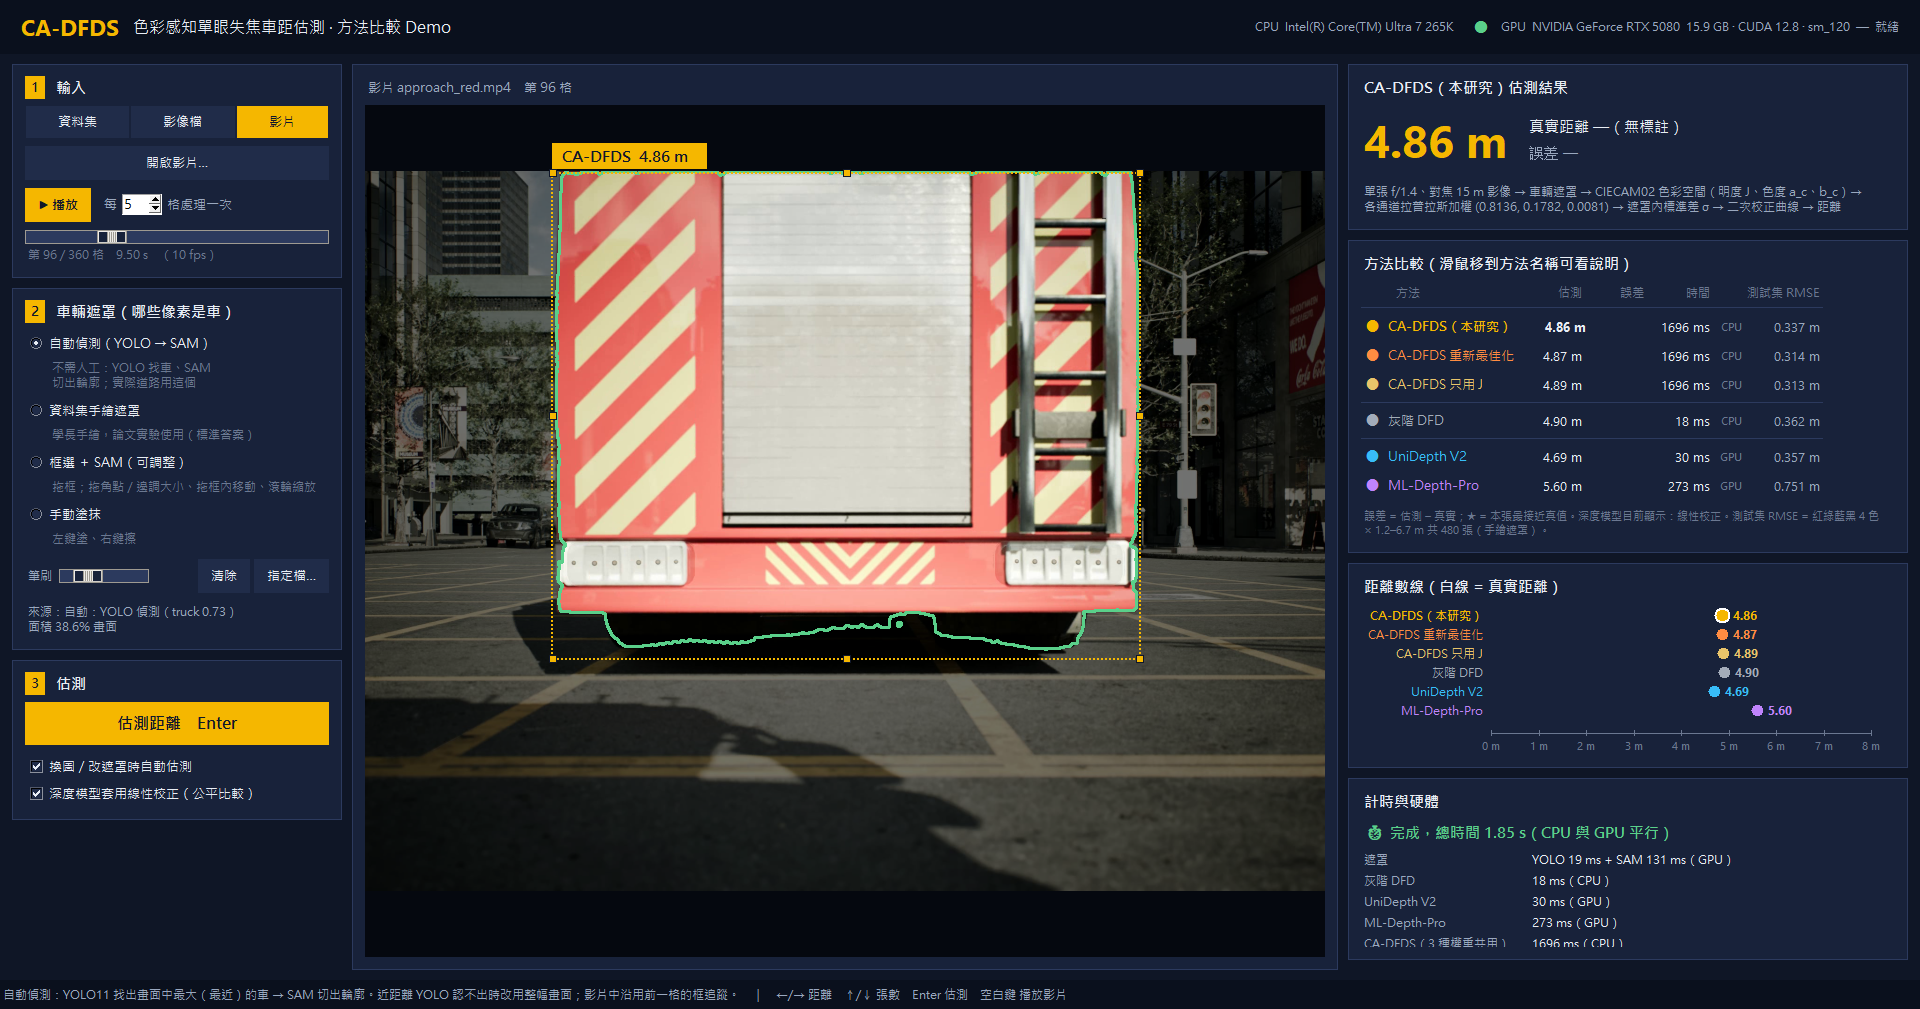 CA-DFDS 色彩感知單眼失焦車距估測 · 方法比較 Demo
CPU Intel(R) Core(TM) Ultra 7 265K
GPU NVIDIA GeForce RTX 5080 15.9 GB · CUDA 12.8 · sm_120 — 就緒
1 輸入
資料集 影像檔 影片
開啟影片...
▶ 播放 每 5 格處理一次
第 96 / 360 格 9.50 s （10 fps）
2 車輛遮罩（哪些像素是車）
自動偵測（YOLO → SAM）
不需人工：YOLO 找車、SAM
切出輪廓；實際道路用這個
資料集手繪遮罩
學長手繪，論文實驗使用（標準答案）
框選 + SAM（可調整）
拖框；拖角點 / 邊調大小、拖框內移動、滾輪縮放
手動塗抹
左鍵塗、右鍵擦
筆刷 清除 指定檔...
來源：自動：YOLO 偵測（truck 0.73）
面積 38.6% 畫面
3 估測
估測距離 Enter
換圖 / 改遮罩時自動估測
深度模型套用線性校正（公平比較）
影片 approach_red.mp4 第 96 格
CA-DFDS 4.86 m
CA-DFDS（本研究）估測結果
4.86 m
真實距離 —（無標註）
誤差 —
單張 f/1.4、對焦 15 m 影像 → 車輛遮罩 → CIECAM02 色彩空間（明度 J、色度 a_c、b_c）→
各通道拉普拉斯加權 (0.8136, 0.1782, 0.0081) → 遮罩內標準差 σ → 二次校正曲線 → 距離
方法比較（滑鼠移到方法名稱可看說明）
方法 估測 誤差 時間 測試集 RMSE
CA-DFDS（本研究） 4.86 m 1696 ms CPU 0.337 m
CA-DFDS 重新最佳化 4.87 m 1696 ms CPU 0.314 m
CA-DFDS 只用 J 4.89 m 1696 ms CPU 0.313 m
灰階 DFD 4.90 m 18 ms CPU 0.362 m
UniDepth V2 4.69 m 30 ms GPU 0.357 m
ML-Depth-Pro 5.60 m 273 ms GPU 0.751 m
誤差 = 估測 − 真實；★ = 本張最接近真值。深度模型目前顯示：線性校正。測試集 RMSE = 紅綠藍黑 4 色
× 1.2–6.7 m 共 480 張（手繪遮罩）。
距離數線（白線 = 真實距離）
CA-DFDS（本研究） 4.86
CA-DFDS 重新最佳化 4.87
CA-DFDS 只用 J 4.89
灰階 DFD 4.90
UniDepth V2 4.69
ML-Depth-Pro 5.60
0 m 1 m 2 m 3 m 4 m 5 m 6 m 7 m 8 m
計時與硬體
完成，總時間 1.85 s（CPU 與 GPU 平行）
遮罩 YOLO 19 ms + SAM 131 ms（GPU）
灰階 DFD 18 ms（CPU）
UniDepth V2 30 ms（GPU）
ML-Depth-Pro 273 ms（GPU）
CA-DFDS（3 種權重共用） 1696 ms（CPU）
自動偵測：YOLO11 找出畫面中最大（最近）的車 → SAM 切出輪廓。近距離 YOLO 認不出時改用整幅畫面；影片中沿用前一格的框追蹤。 | ←/→ 距離 ↑/↓ 張數 Enter 估測 空白鍵 播放影片